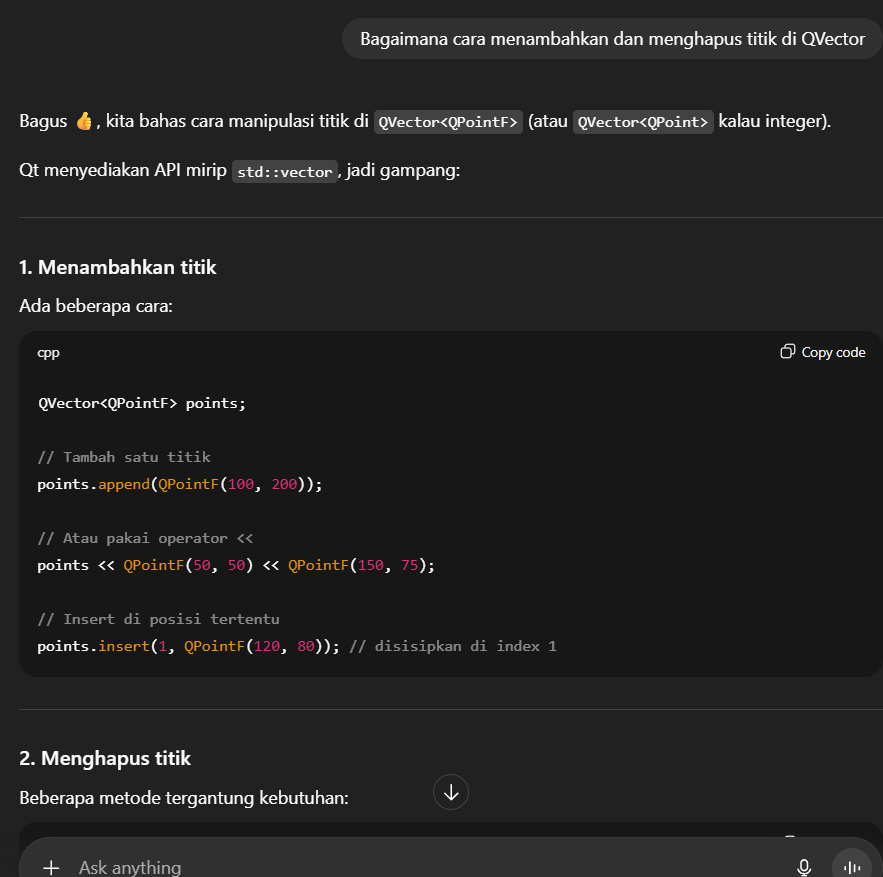 Bagaimana cara menambahkan dan menghapus titik di QVector
Bagus 👍, kita bahas cara manipulasi titik di QVector<QPointF> (atau QVector<QPoint> kalau integer).
Qt menyediakan API mirip std::vector, jadi gampang:
1. Menambahkan titik
Ada beberapa cara:
cpp
Copy code
QVector<QPointF> points;
// Tambah satu titik
points.append(QPointF(100, 200));
// Atau pakai operator <<
points << QPointF(50, 50) << QPointF(150, 75);
// Insert di posisi tertentu
points.insert(1, QPointF(120, 80)); // disisipkan di index 1
2. Menghapus titik
Beberapa metode tergantung kebutuhan:
Ask anything